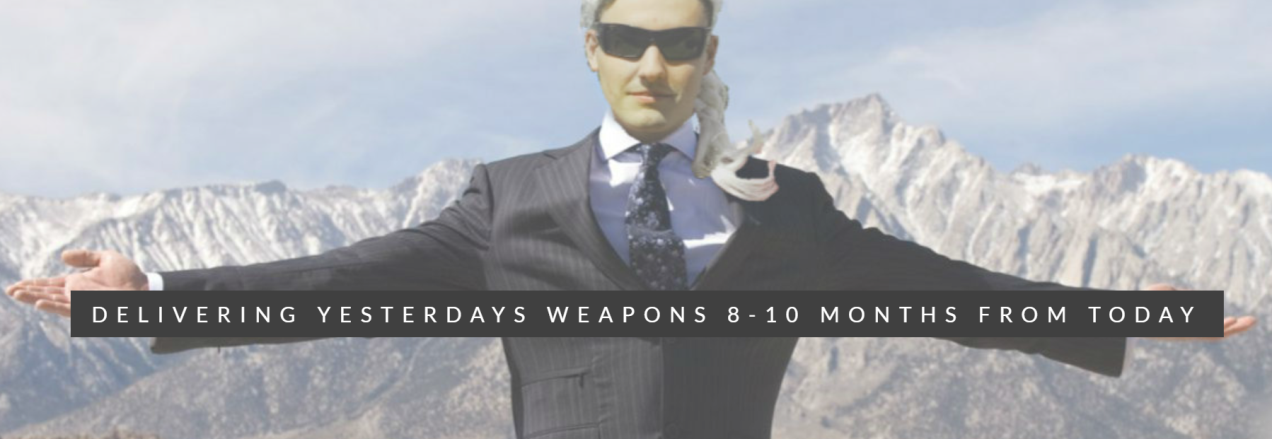 DELIVERING YESTERDAYS WEAPONS 8-10 MONTHS FROM TODAY